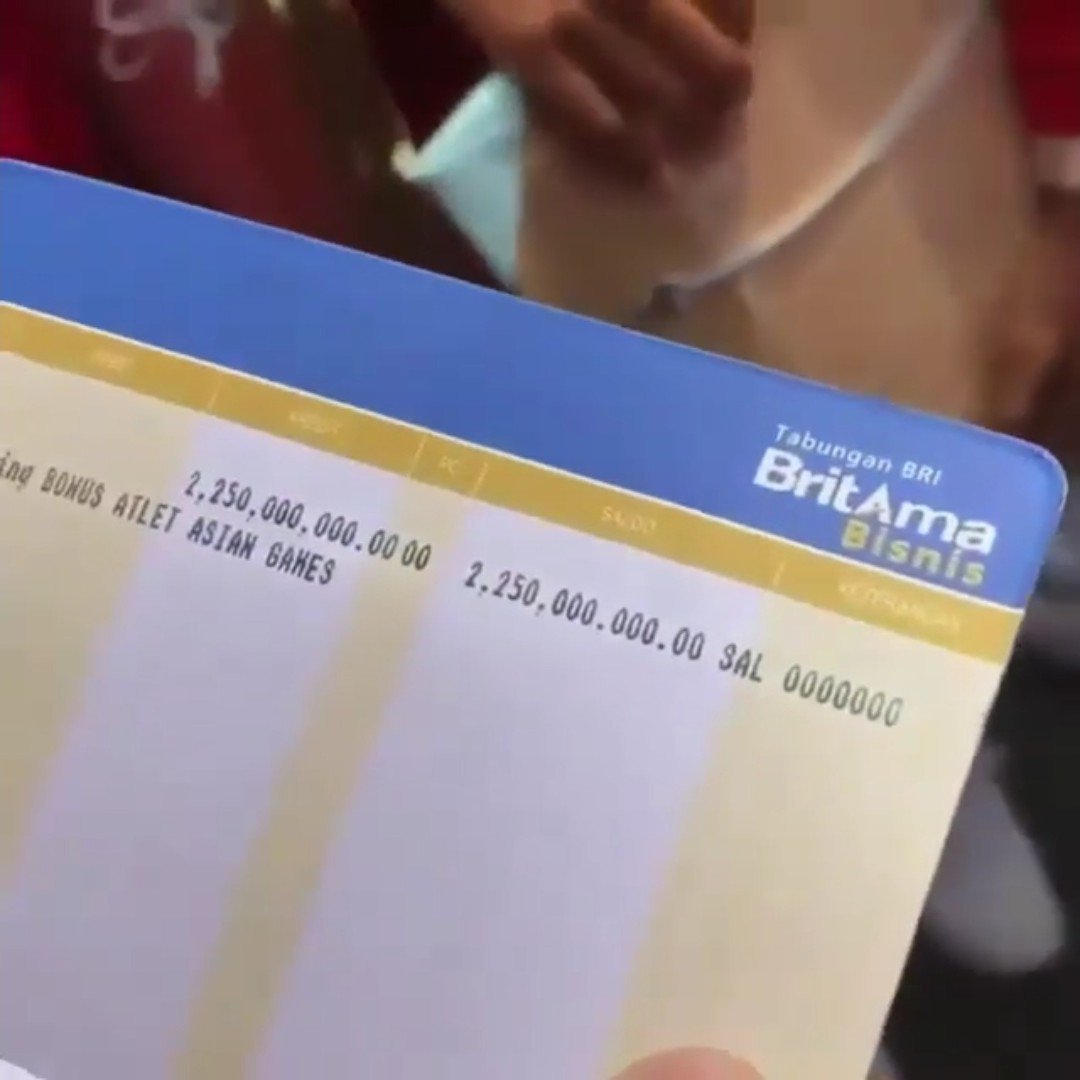 Tabungan BRI
BritAma
Bisnis
SALDO
2,250,000,000.00 00 2,250,000.000.00 SAL 0000000
BONUS ATLET ASIAN GAMES